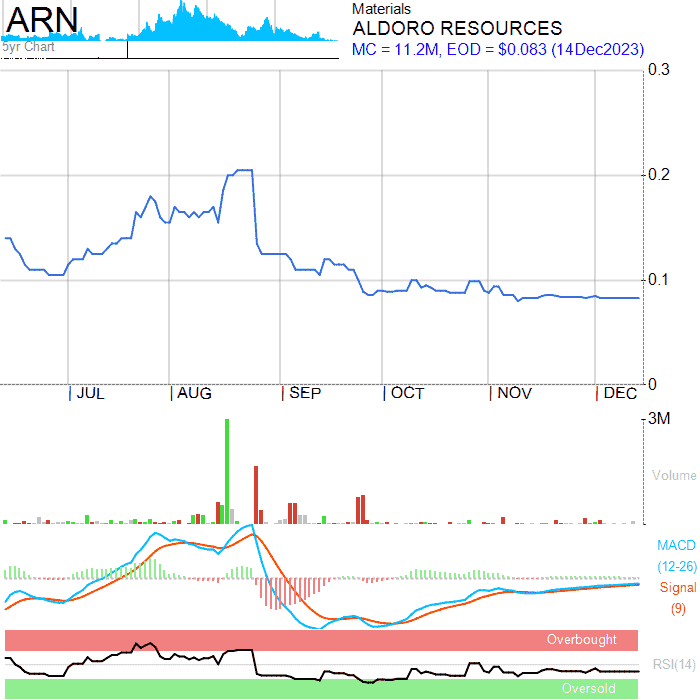 ARN
5yr Chart
Materials
ALDORO RESOURCES
MC = 11.2M, EOD = $0.083 (14Dec2023)
0.3
0.2
0.1
0
JUL
AUG
SEP
OCT
NOV
DEC
3M
Volume
MACD
(12-26)
Signal
(9)
Overbought
RSI(14)
Oversold